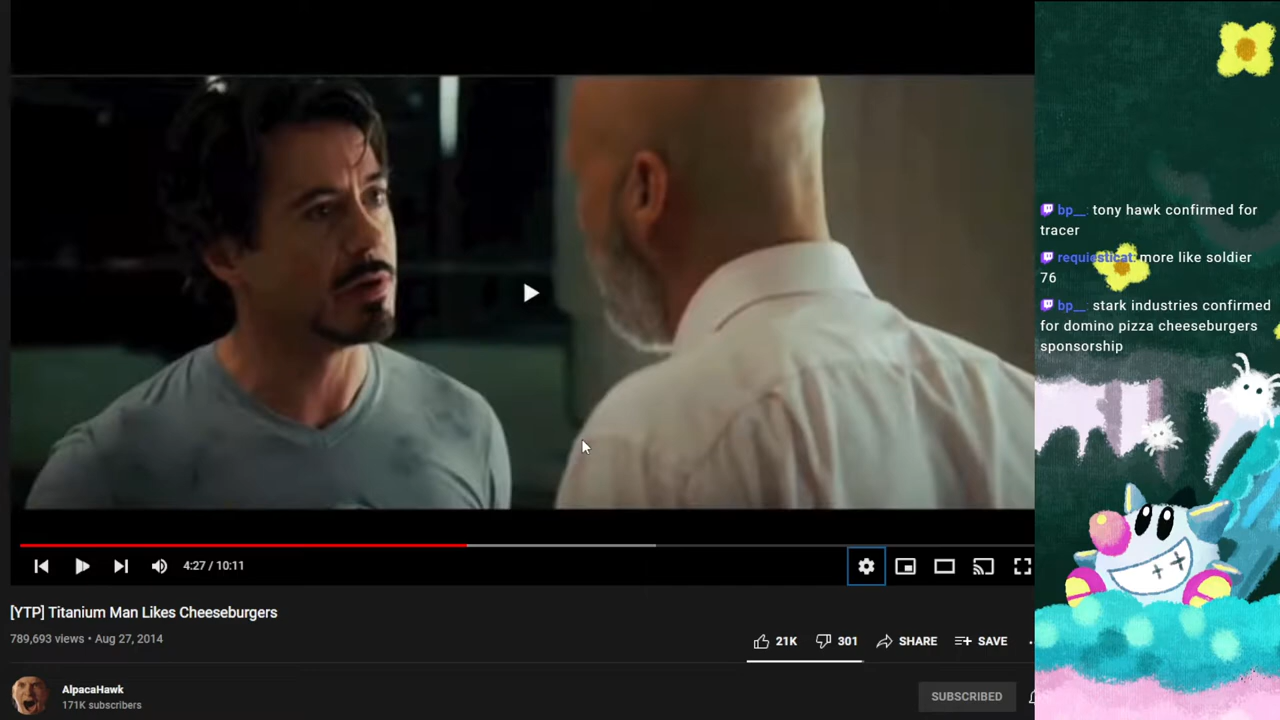 bp__: tony hawk confirmed for
tracer
requiesticat: more like soldier
76
bp__: stark industries confirmed
for domino pizza cheeseburgers
sponsorship
4:27 / 10:11
[YTP] Titanium Man Likes Cheeseburgers
789,693 views • Aug 27, 2014
21K 301 SHARE SAVE
AlpacaHawk
171K subscribers
SUBSCRIBED